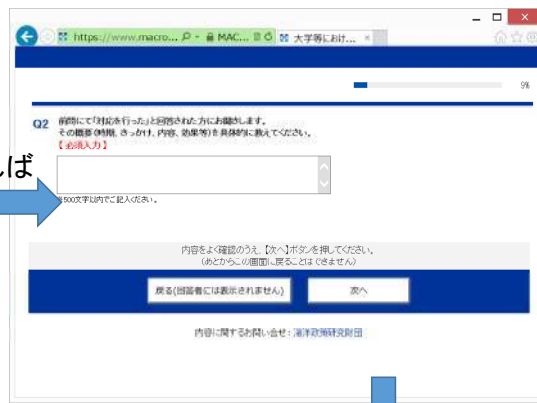 https://www.macro... MAC... 大学等におけ... ×
9%
Q2 前問にて「対応を行った」と回答された方にお聞きします。
その概要(時期、きっかけ、内容、効果等)を具体的に教えてください。
【必須入力】
れば
※500文字以内でご記入ください。
内容をよく確認のうえ、【次へ】ボタンを押してください。
(あとからこの画面に戻ることはできません)
戻る(回答者には表示されません) 次へ
内容に関するお問い合せ：海洋政策研究財団